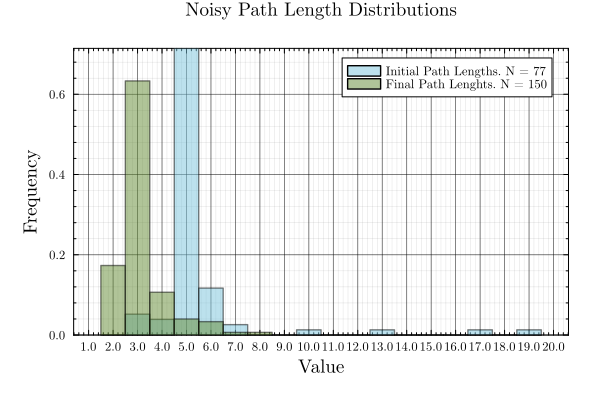 Noisy Path Length Distributions
Initial Path Lengths. N = 77
Final Path Lenghts. N = 150
0.6
0.4
0.2
0.0
Frequency
1.0 2.0 3.0 4.0 5.0 6.0 7.0 8.0 9.0 10.0 11.0 12.0 13.0 14.0 15.0 16.0 17.0 18.0 19.0 20.0
Value